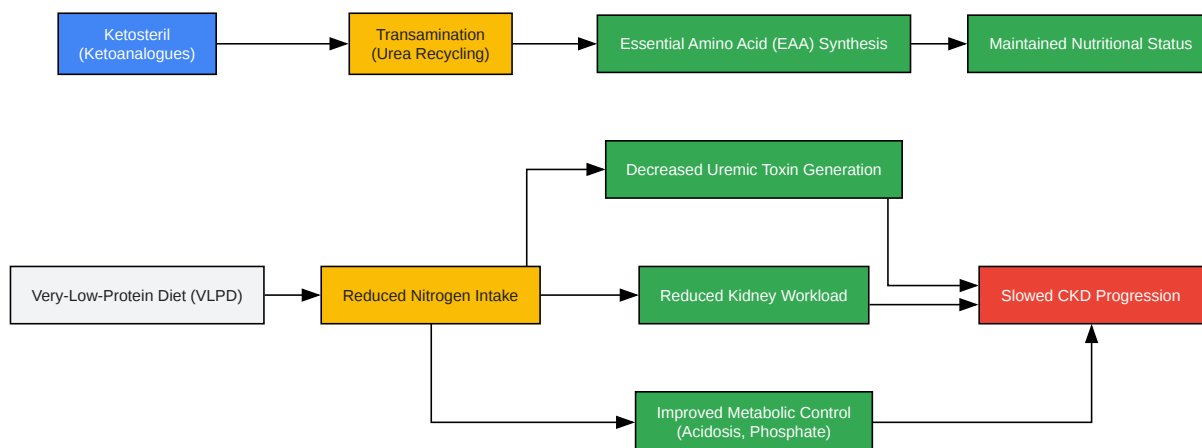 Ketosteril
(Ketoanalogues)
Transamination
(Urea Recycling)
Essential Amino Acid (EAA) Synthesis
Maintained Nutritional Status
Decreased Uremic Toxin Generation
Very-Low-Protein Diet (VLPD)
Reduced Nitrogen Intake
Reduced Kidney Workload
Slowed CKD Progression
Improved Metabolic Control
(Acidosis, Phosphate)